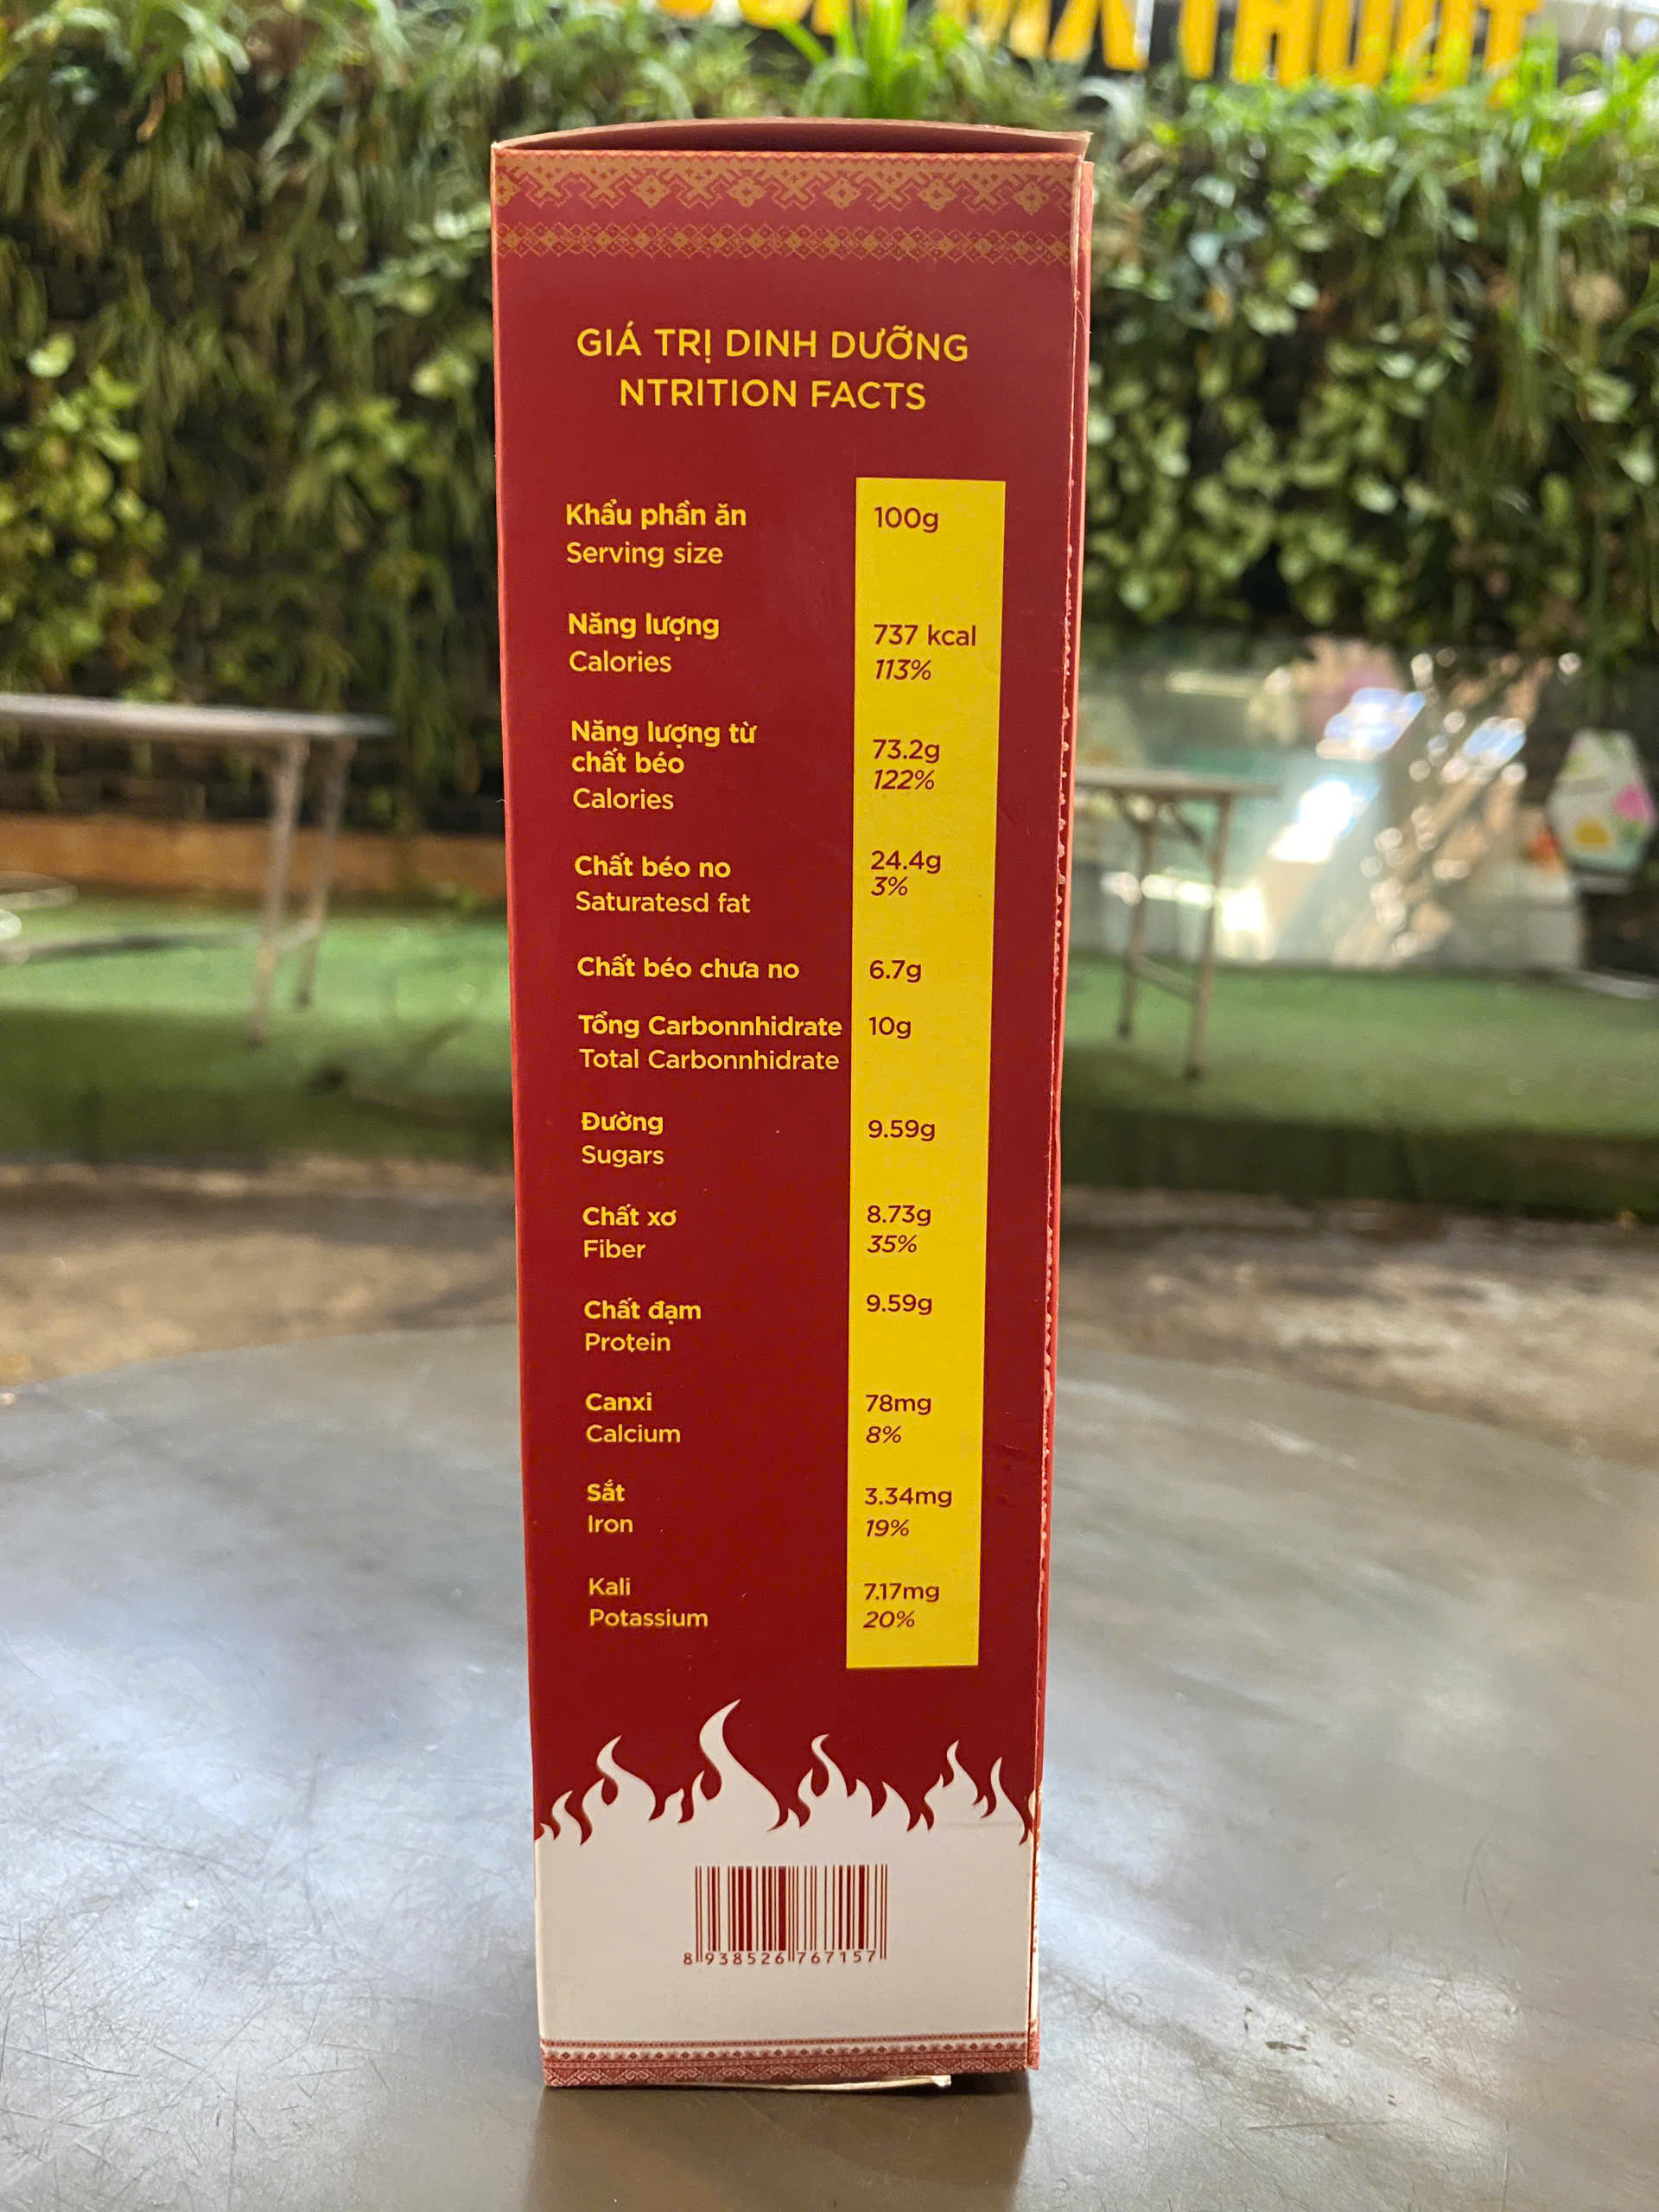 GIÁ TRỊ DINH DƯỠNG
NTRITION FACTS
Khẩu phần ăn 100g
Serving size
Năng lượng 737 kcal
Calories 113%
Năng lượng từ
chất béo 73.2g
Calories 122%
Chất béo no 24.4g
3%
Saturatesd fat
Chất béo chưa no 6.7g
Tổng Carbonnhidrate 10g
Total Carbonnhidrate
Đường 9.59g
Sugars
Chất xơ 8.73g
Fiber 35%
Chất đạm 9.59g
Protein
Canxi 78mg
Calcium 8%
Sắt 3.34mg
Iron 19%
Kali 7.17mg
Potassium 20%
8 938526 767157